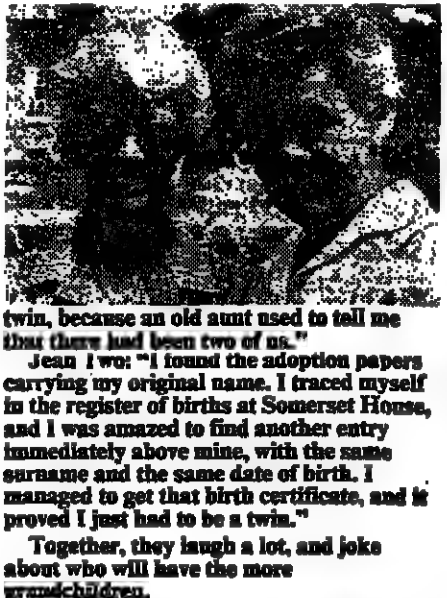 twin, because an old aunt used to tell me
that there had been two of us."
Jean Two: "I found the adoption papers
carrying my original name. I traced myself
in the register of births at Somerset House,
and I was amazed to find another entry
immediately above mine, with the same
surname and the same date of birth. I
managed to get that birth certificate, and it
proved I just had to be a twin."
Together, they laugh a lot, and joke
about who will have the more
grandchildren.